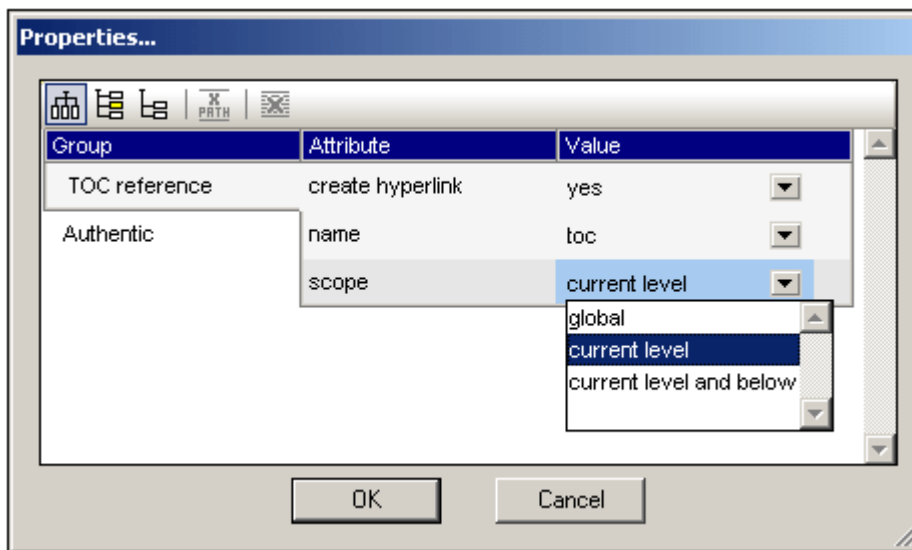 Properties...
X
PATH
Group Attribute Value
TOC reference create hyperlink yes
Authentic name toc
scope current level
global
current level
current level and below
OK Cancel